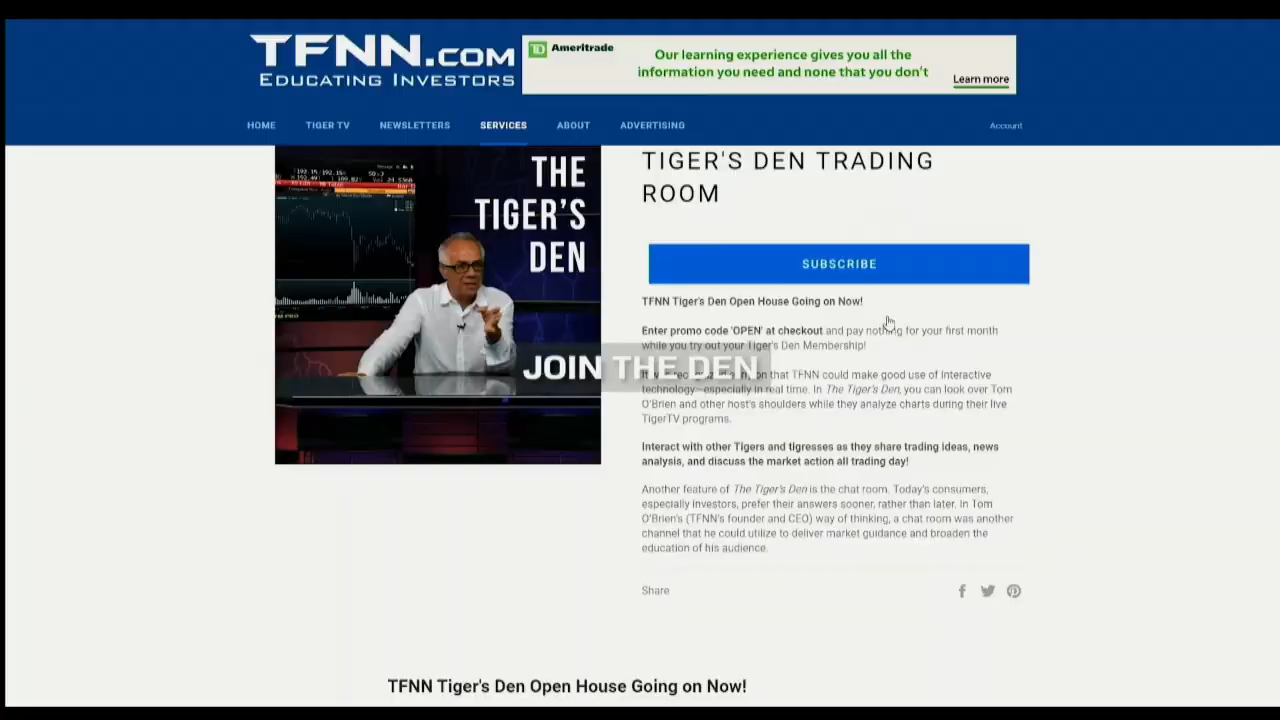 TFNN.COM
EDUCATING INVESTORS
TD Ameritrade
Our learning experience gives you all the
information you need and none that you don't
Learn more
HOME TIGER TV NEWSLETTERS SERVICES ABOUT ADVERTISING Account
THE
TIGER'S
DEN
TIGER'S DEN TRADING
ROOM
SUBSCRIBE
TFNN Tiger's Den Open House Going on Now!
Enter promo code 'OPEN' at checkout and pay nothing for your first month
while you try out your Tiger's Den Membership!
JOIN THE DEN
that TFNN could make good use of interactive
technology—especially in real time. In The Tiger's Den, you can look over Tom
O'Brien and other host's shoulders while they analyze charts during their live
TigerTV programs.
Interact with other Tigers and tigresses as they share trading ideas, news
analysis, and discuss the market action all trading day!
Another feature of The Tiger's Den is the chat room. Today's consumers,
especially investors, prefer their answers sooner, rather than later. In Tom
O'Brien's (TFNN's founder and CEO) way of thinking, a chat room was another
channel that he could utilize to deliver market guidance and broaden the
education of his audience.
Share
TFNN Tiger's Den Open House Going on Now!